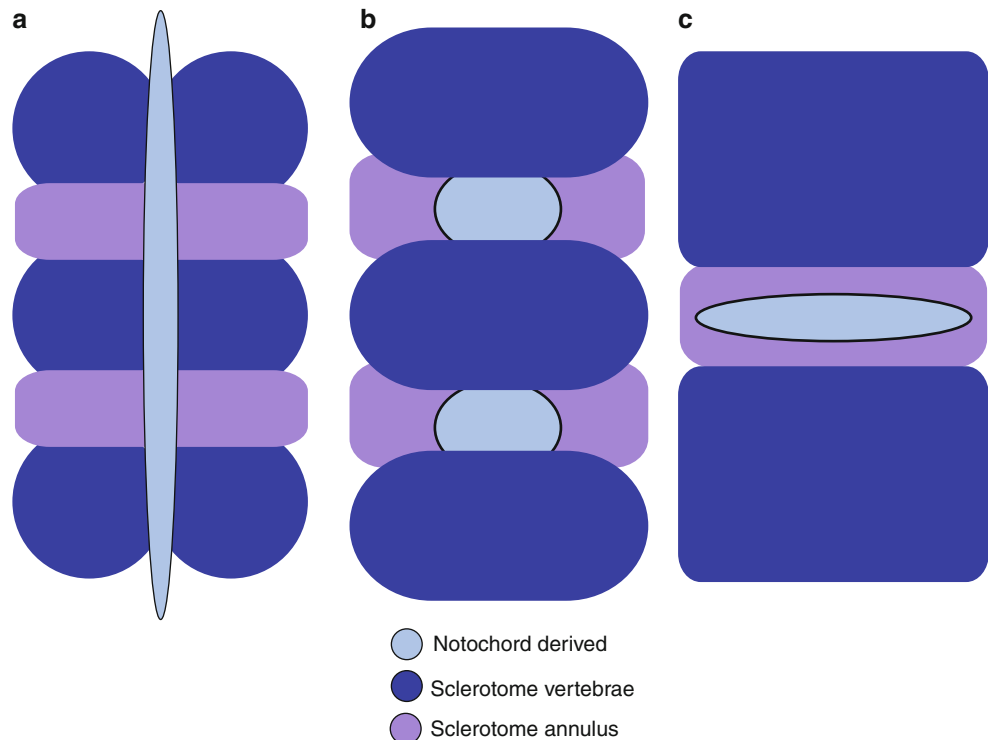 a
b
c
Notochord derived
Sclerotome vertebrae
Sclerotome annulus